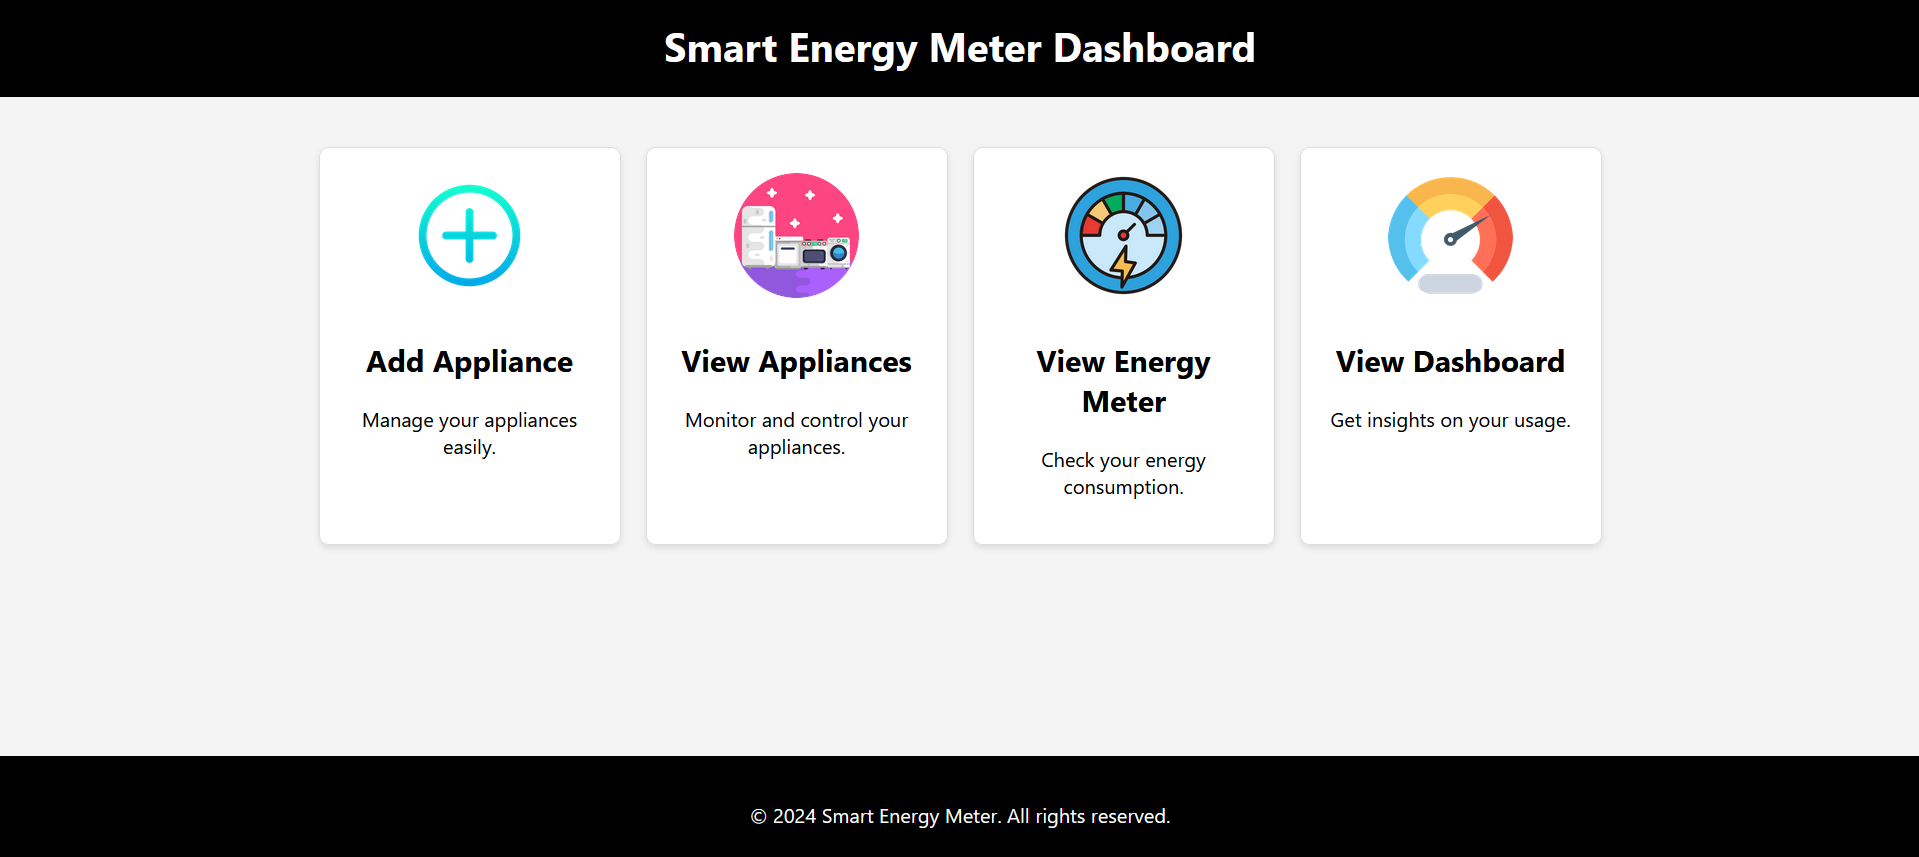 Smart Energy Meter Dashboard
Add Appliance
Manage your appliances
easily.
View Appliances
Monitor and control your
appliances.
View Energy
Meter
Check your energy
consumption.
View Dashboard
Get insights on your usage.
© 2024 Smart Energy Meter. All rights reserved.